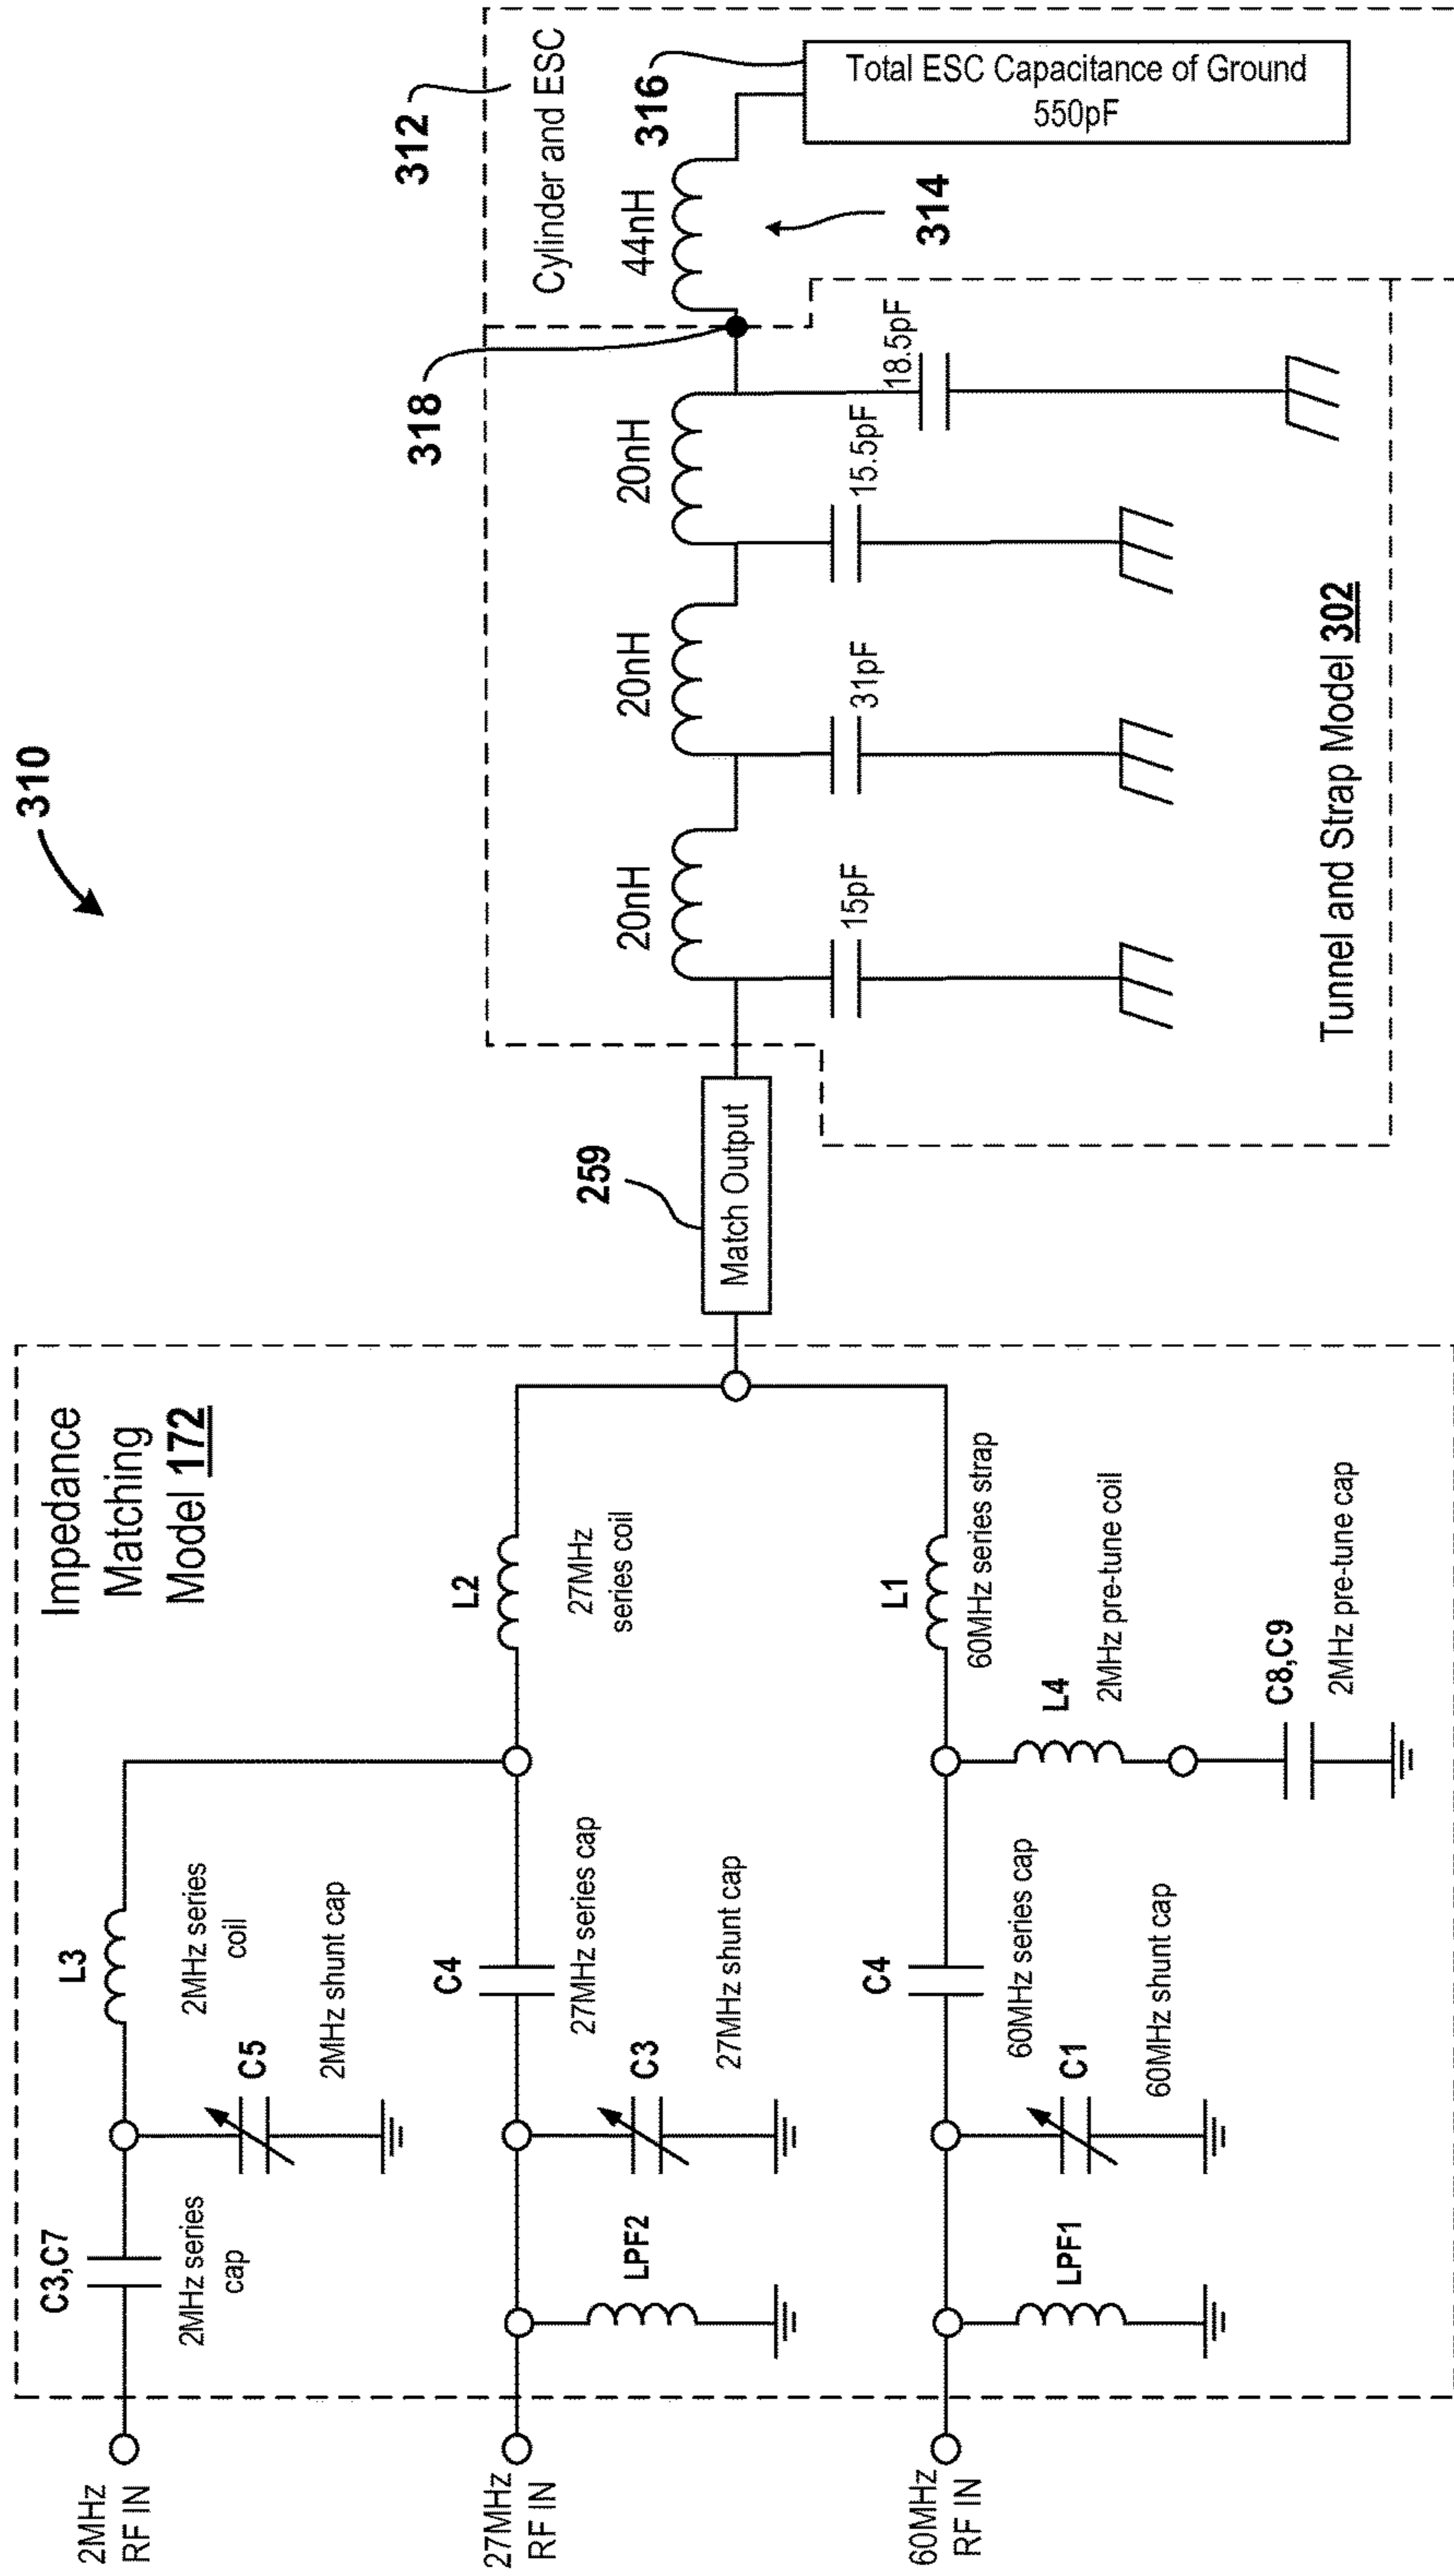 310
Impedance
Matching
Model 172
2MHz
RF IN
C3,C7
2MHz series
cap
C5
2MHz shunt cap
L3
2MHz series
coil
27MHz
RF IN
LPF2
C3
27MHz shunt cap
C4
27MHz series cap
L2
27MHz
series coil
60MHz
RF IN
LPF1
C1
60MHz shunt cap
C4
60MHz series cap
L1
60MHz series strap
L4
2MHz pre-tune coil
C8,C9
2MHz pre-tune cap
259
Match Output
20nH
20nH
20nH
15pF
31pF
15.5pF
18.5pF
Tunnel and Strap Model 302
318
312
Cylinder and ESC
44nH
314
316
Total ESC Capacitance of Ground
550pF